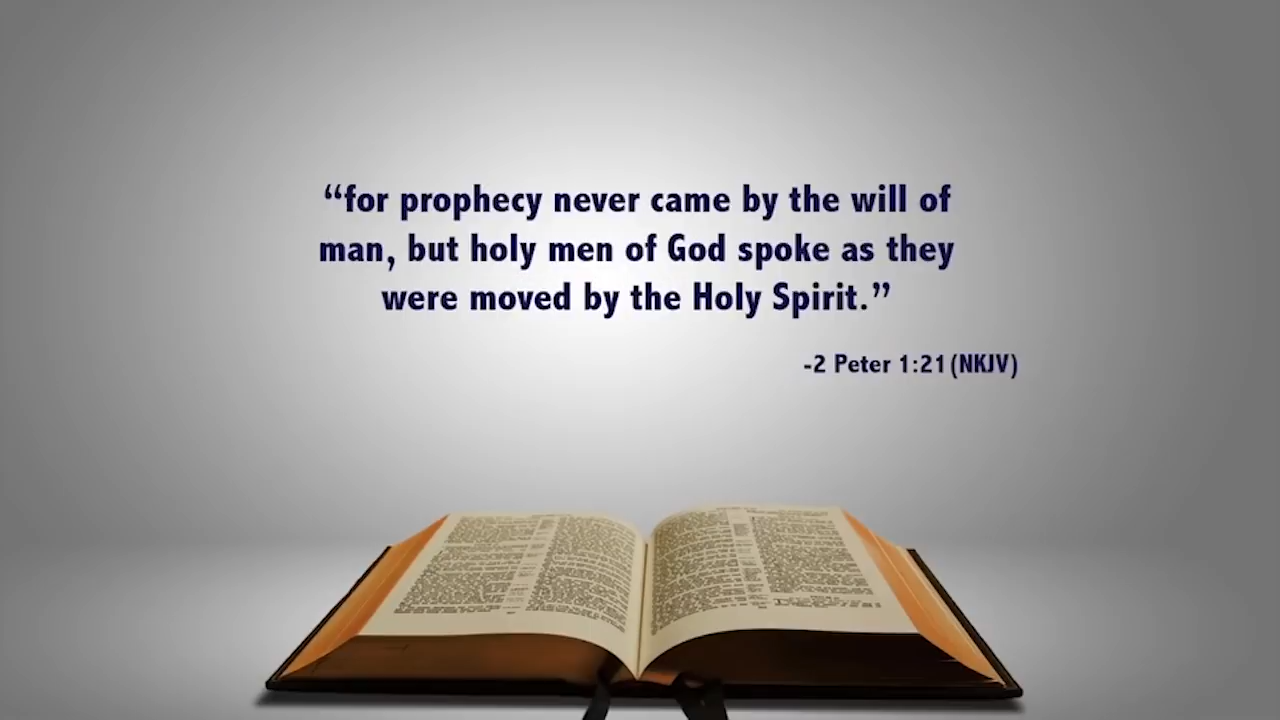 “for prophecy never came by the will of
man, but holy men of God spoke as they
were moved by the Holy Spirit.”
-2 Peter 1:21(NKJV)